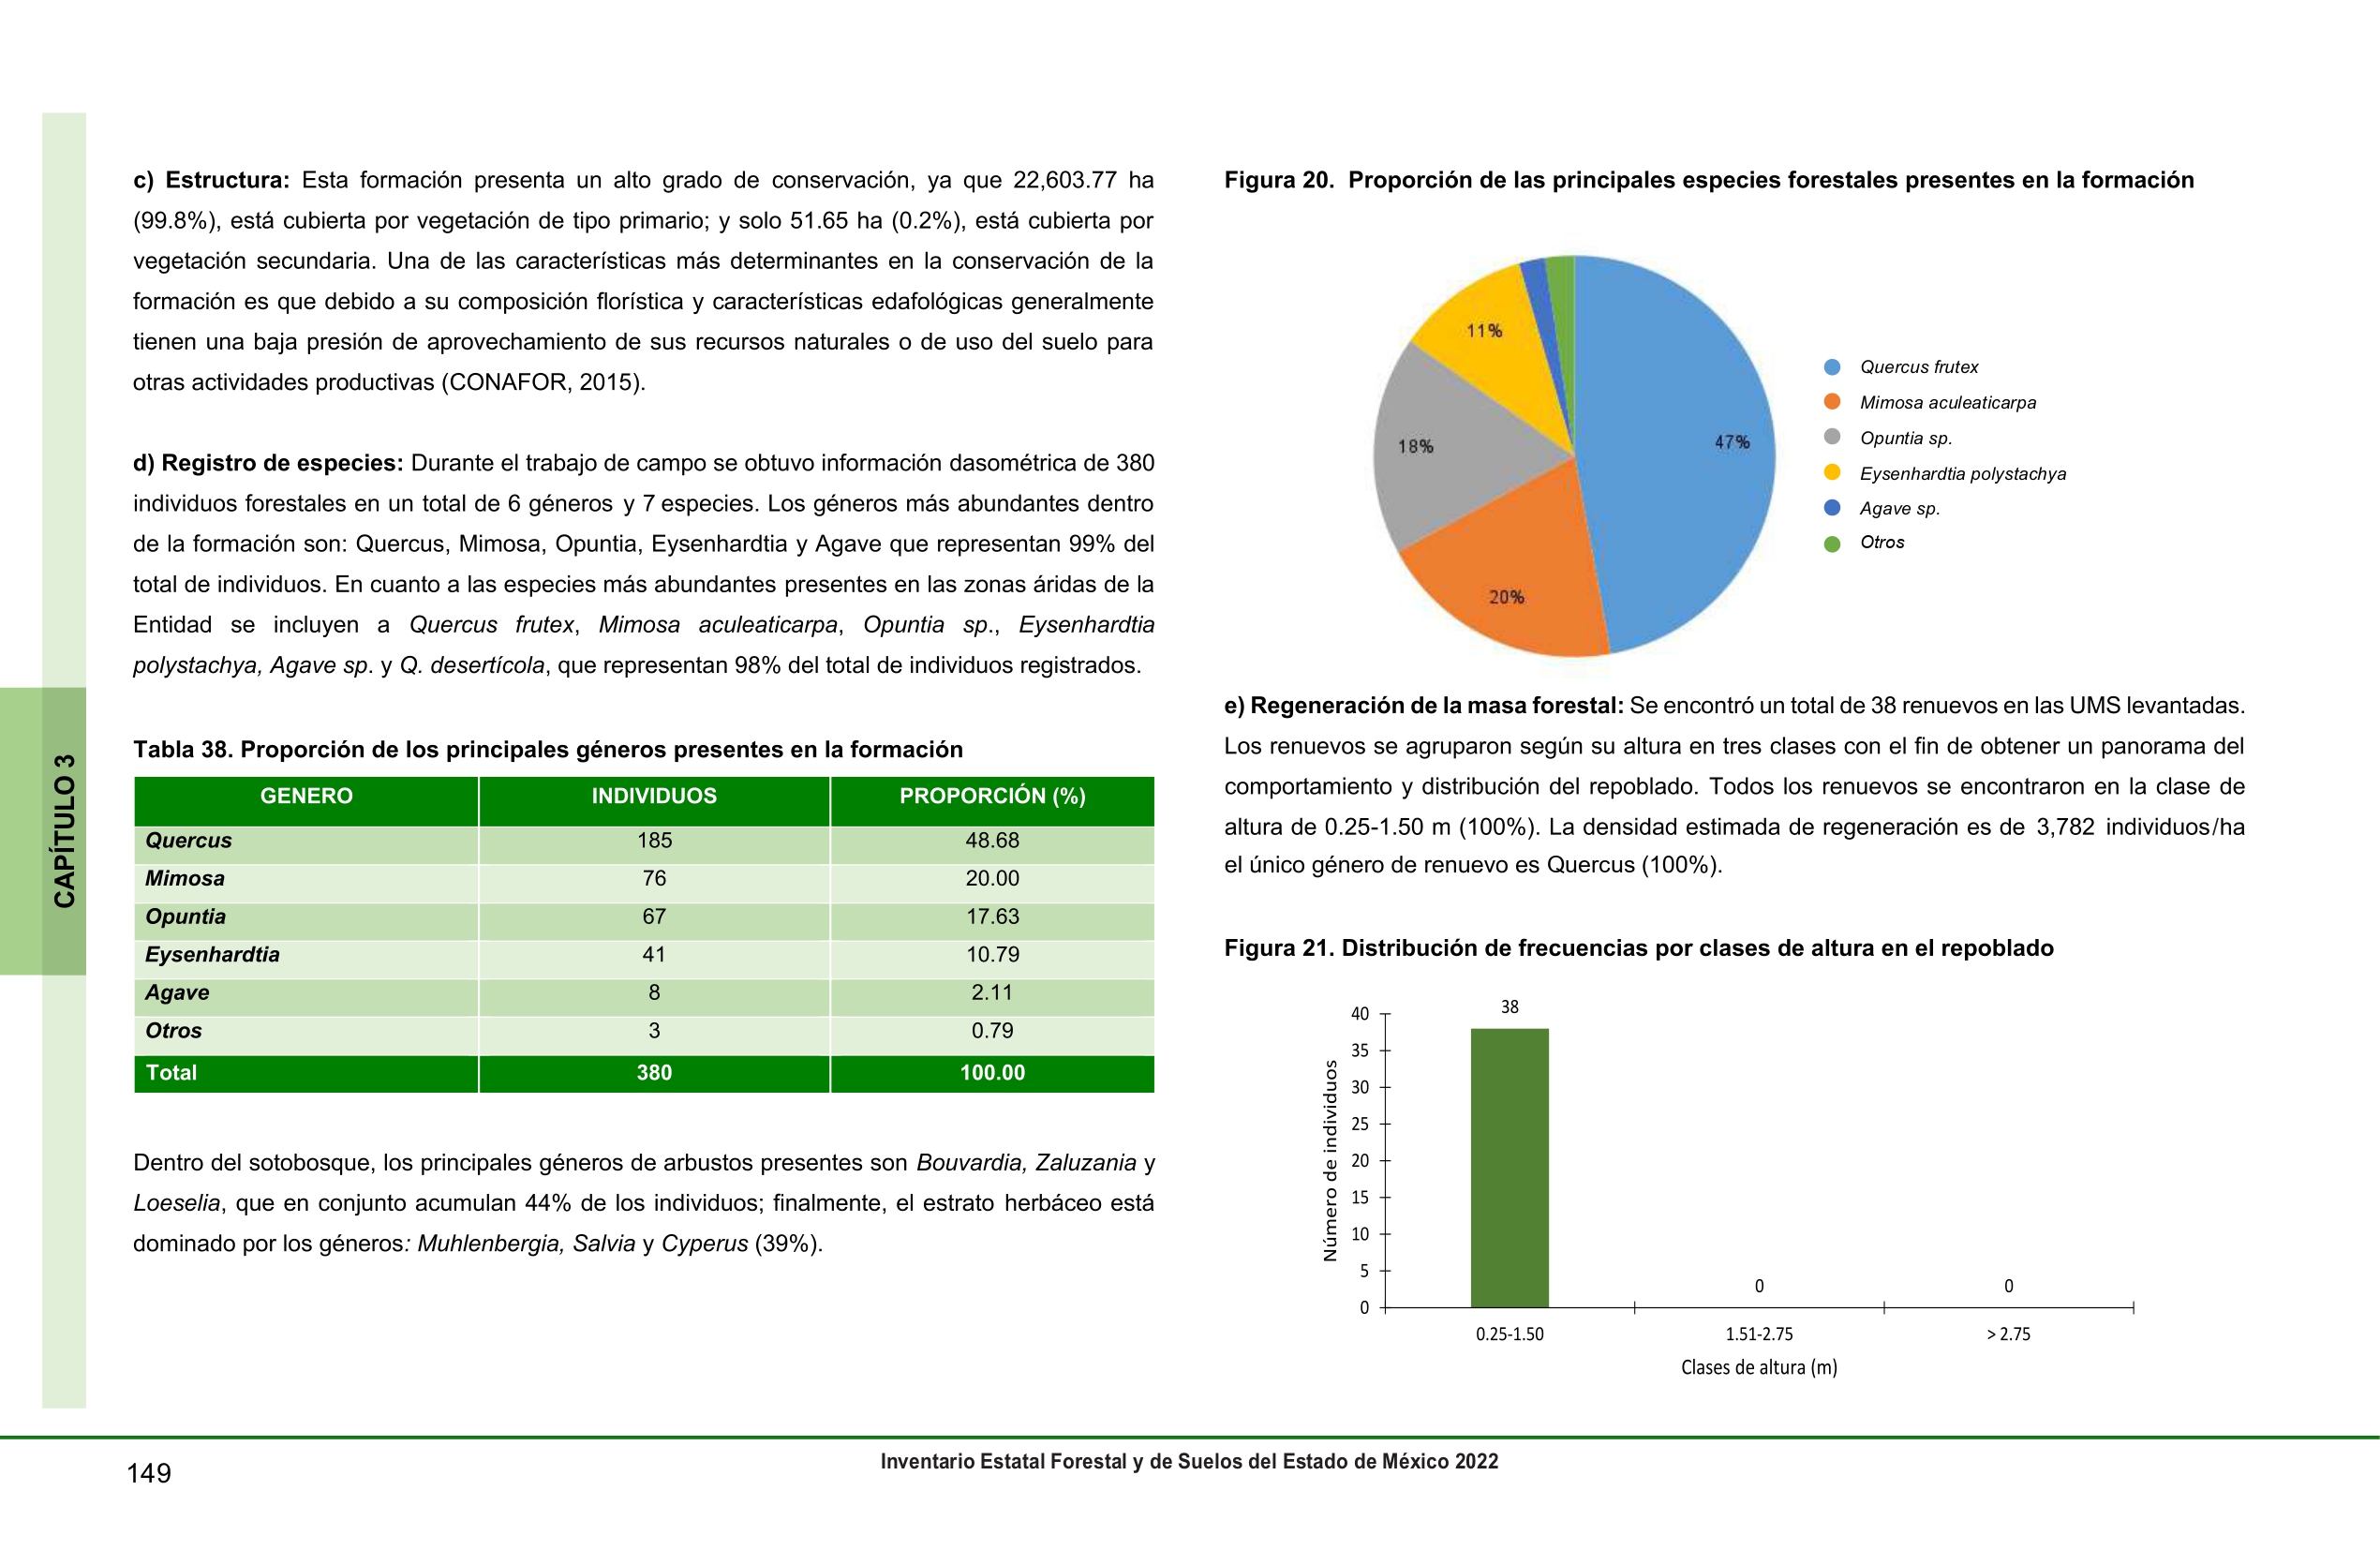 c) Estructura: Esta formación presenta un alto grado de conservación, ya que 22,603.77 ha
(99.8%), está cubierta por vegetación de tipo primario; y solo 51.65 ha (0.2%), está cubierta por
vegetación secundaria. Una de las características más determinantes en la conservación de la
formación es que debido a su composición florística y características edafológicas generalmente
tienen una baja presión de aprovechamiento de sus recursos naturales o de uso del suelo para
otras actividades productivas (CONAFOR, 2015).
d) Registro de especies: Durante el trabajo de campo se obtuvo información dasométrica de 380
individuos forestales en un total de 6 géneros y 7 especies. Los géneros más abundantes dentro
de la formación son: Quercus, Mimosa, Opuntia, Eysenhardtia y Agave que representan 99% del
total de individuos. En cuanto a las especies más abundantes presentes en las zonas áridas de la
Entidad se incluyen a Quercus frutex, Mimosa aculeaticarpa, Opuntia sp., Eysenhardtia
polystachya, Agave sp. y Q. desertícola, que representan 98% del total de individuos registrados.
Tabla 38. Proporción de los principales géneros presentes en la formación
GENERO INDIVIDUOS PROPORCIÓN (%)
Quercus 185 48.68
Mimosa 76 20.00
Opuntia 67 17.63
Eysenhardtia 41 10.79
Agave 8 2.11
Otros 3 0.79
Total 380 100.00
Dentro del sotobosque, los principales géneros de arbustos presentes son Bouvardia, Zaluzania y
Loeselia, que en conjunto acumulan 44% de los individuos; finalmente, el estrato herbáceo está
dominado por los géneros: Muhlenbergia, Salvia y Cyperus (39%).
CAPÍTULO 3
Figura 20. Proporción de las principales especies forestales presentes en la formación
11%
18%
47%
20%
Quercus frutex
Mimosa aculeaticarpa
Opuntia sp.
Eysenhardtia polystachya
Agave sp.
Otros
e) Regeneración de la masa forestal: Se encontró un total de 38 renuevos en las UMS levantadas.
Los renuevos se agruparon según su altura en tres clases con el fin de obtener un panorama del
comportamiento y distribución del repoblado. Todos los renuevos se encontraron en la clase de
altura de 0.25-1.50 m (100%). La densidad estimada de regeneración es de 3,782 individuos/ha
el único género de renuevo es Quercus (100%).
Figura 21. Distribución de frecuencias por clases de altura en el repoblado
Número de individuos
40
35
30
25
20
15
10
5
0
38
0
0
0.25-1.50 1.51-2.75 > 2.75
Clases de altura (m)
149
Inventario Estatal Forestal y de Suelos del Estado de México 2022